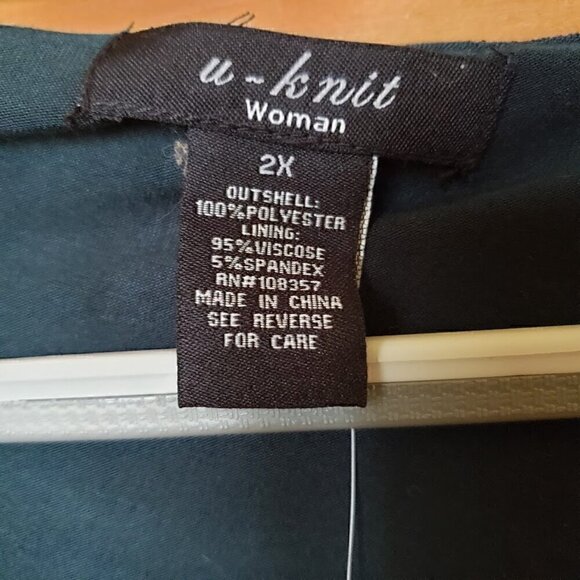 u-knit
Woman
2X
OUTSHELL:
100%POLYESTER
LINING:
95%VISCOSE
5%SPANDEX
RN#108357
MADE IN CHINA
SEE REVERSE
FOR CARE